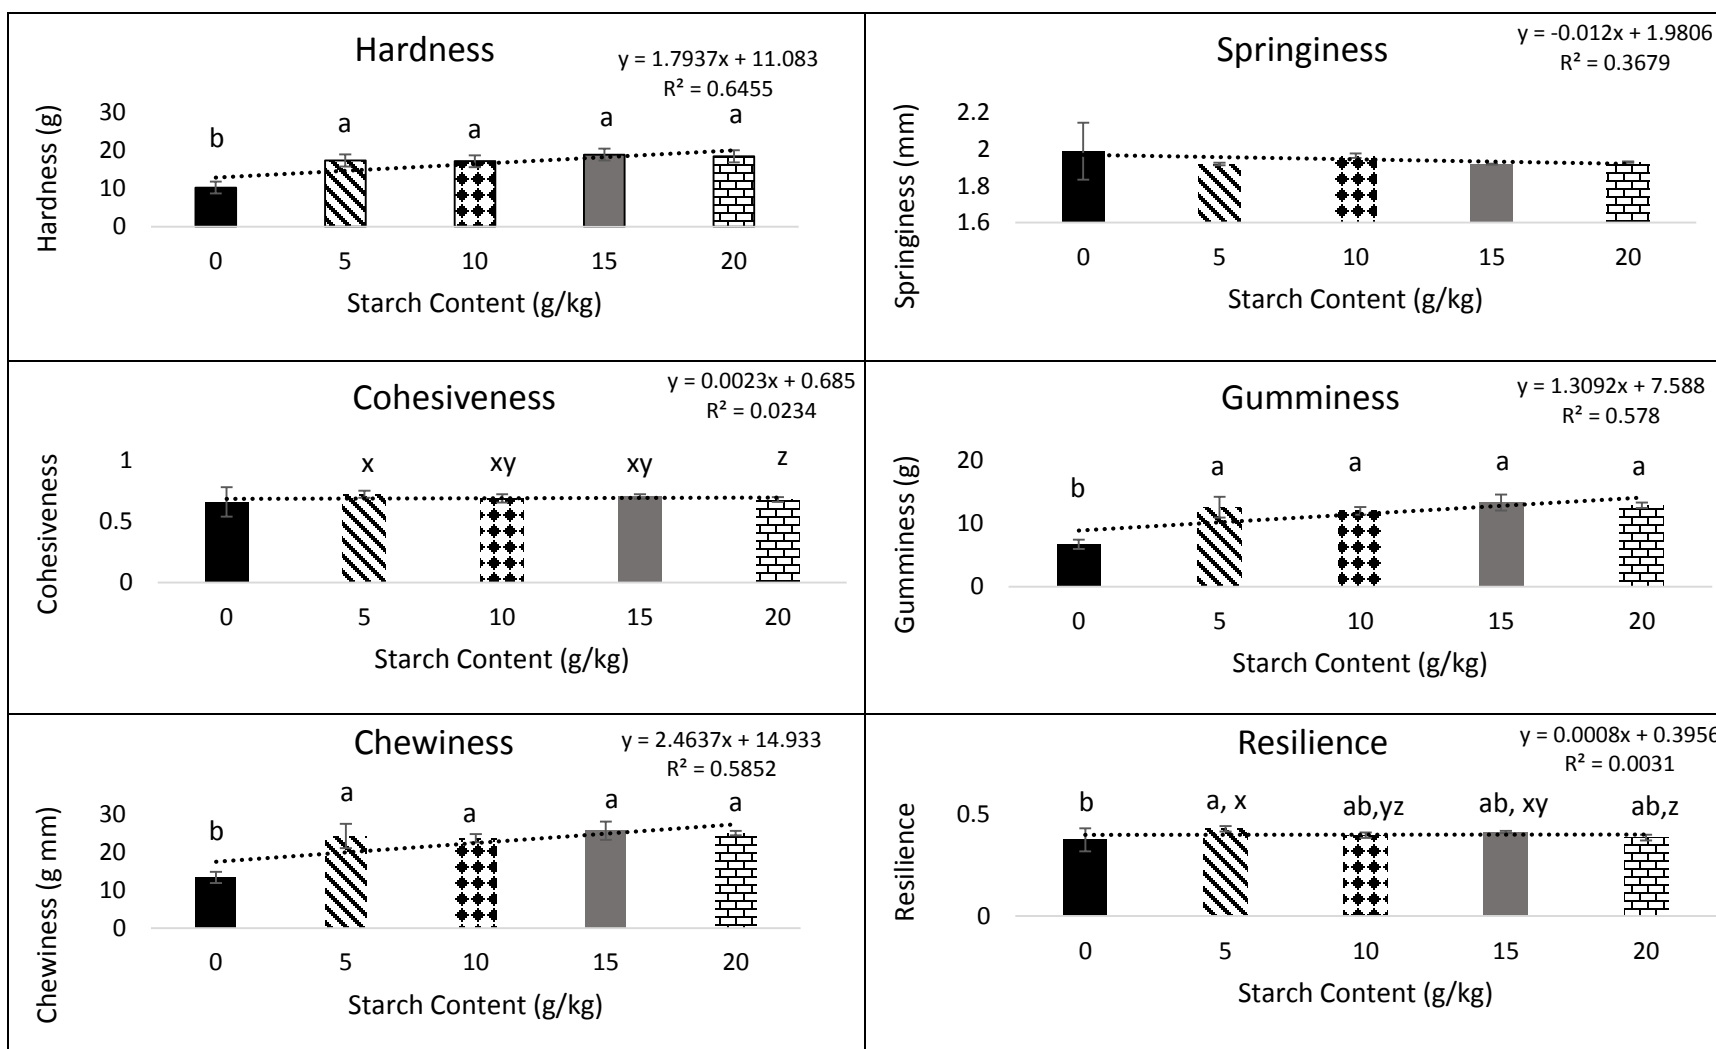 Hardness
y = 1.7937x + 11.083
R² = 0.6455
Hardness (g)
30
20
10
0
b
a
a
a
a
0 5 10 15 20
Starch Content (g/kg)
Springiness
y = -0.012x + 1.9806
R² = 0.3679
Springiness (mm)
2.2
2
1.8
1.6
0 5 10 15 20
Starch Content (g/kg)
Cohesiveness
y = 0.0023x + 0.685
R² = 0.0234
Cohesiveness
1
0.5
0
x
xy
xy
z
0 5 10 15 20
Starch Content (g/kg)
Gumminess
y = 1.3092x + 7.588
R² = 0.578
Gumminess (g)
20
10
0
b
a
a
a
a
0 5 10 15 20
Starch Content (g/kg)
Chewiness
y = 2.4637x + 14.933
R² = 0.5852
Chewiness (g mm)
30
20
10
0
b
a
a
a
a
0 5 10 15 20
Starch Content (g/kg)
Resilience
y = 0.0008x + 0.3956
R² = 0.0031
Resilience
0.5
0
b
a, x
ab,yz
ab, xy
ab,z
0 5 10 15 20
Starch Content (g/kg)